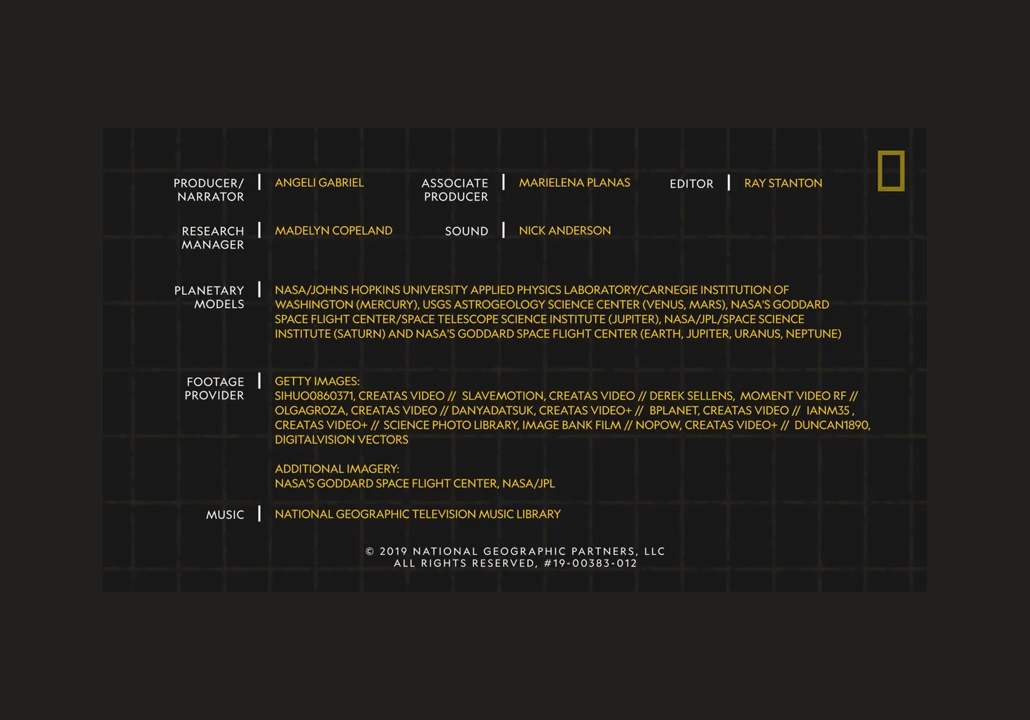 PRODUCER/ NARRATOR | ANGELI GABRIEL
ASSOCIATE PRODUCER | MARIELENA PLANAS
EDITOR | RAY STANTON
RESEARCH MANAGER | MADELYN COPELAND
SOUND | NICK ANDERSON
PLANETARY MODELS | NASA/JOHNS HOPKINS UNIVERSITY APPLIED PHYSICS LABORATORY/CARNEGIE INSTITUTION OF
WASHINGTON (MERCURY), USGS ASTROGEOLOGY SCIENCE CENTER (VENUS, MARS), NASA'S GODDARD
SPACE FLIGHT CENTER/SPACE TELESCOPE SCIENCE INSTITUTE (JUPITER), NASA/JPL/SPACE SCIENCE
INSTITUTE (SATURN) AND NASA'S GODDARD SPACE FLIGHT CENTER (EARTH, JUPITER, URANUS, NEPTUNE)
FOOTAGE PROVIDER | GETTY IMAGES:
SIHUO0860371, CREATAS VIDEO // SLAVEMOTION, CREATAS VIDEO // DEREK SELLENS, MOMENT VIDEO RF //
OLGAGROZA, CREATAS VIDEO // DANYADATSUK, CREATAS VIDEO+ // BPLANET, CREATAS VIDEO // IANM35 ,
CREATAS VIDEO+ // SCIENCE PHOTO LIBRARY, IMAGE BANK FILM // NOPOW, CREATAS VIDEO+ // DUNCAN1890,
DIGITALVISION VECTORS
ADDITIONAL IMAGERY:
NASA'S GODDARD SPACE FLIGHT CENTER, NASA/JPL
MUSIC | NATIONAL GEOGRAPHIC TELEVISION MUSIC LIBRARY
© 2019 NATIONAL GEOGRAPHIC PARTNERS, LLC
ALL RIGHTS RESERVED, #19-00383-012